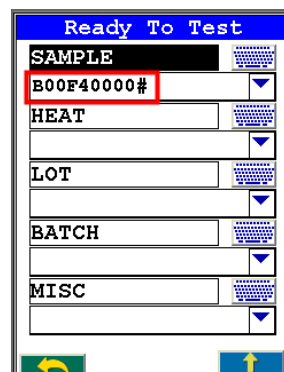 Ready To Test
SAMPLE
B00F40000#
HEAT
LOT
BATCH
MISC